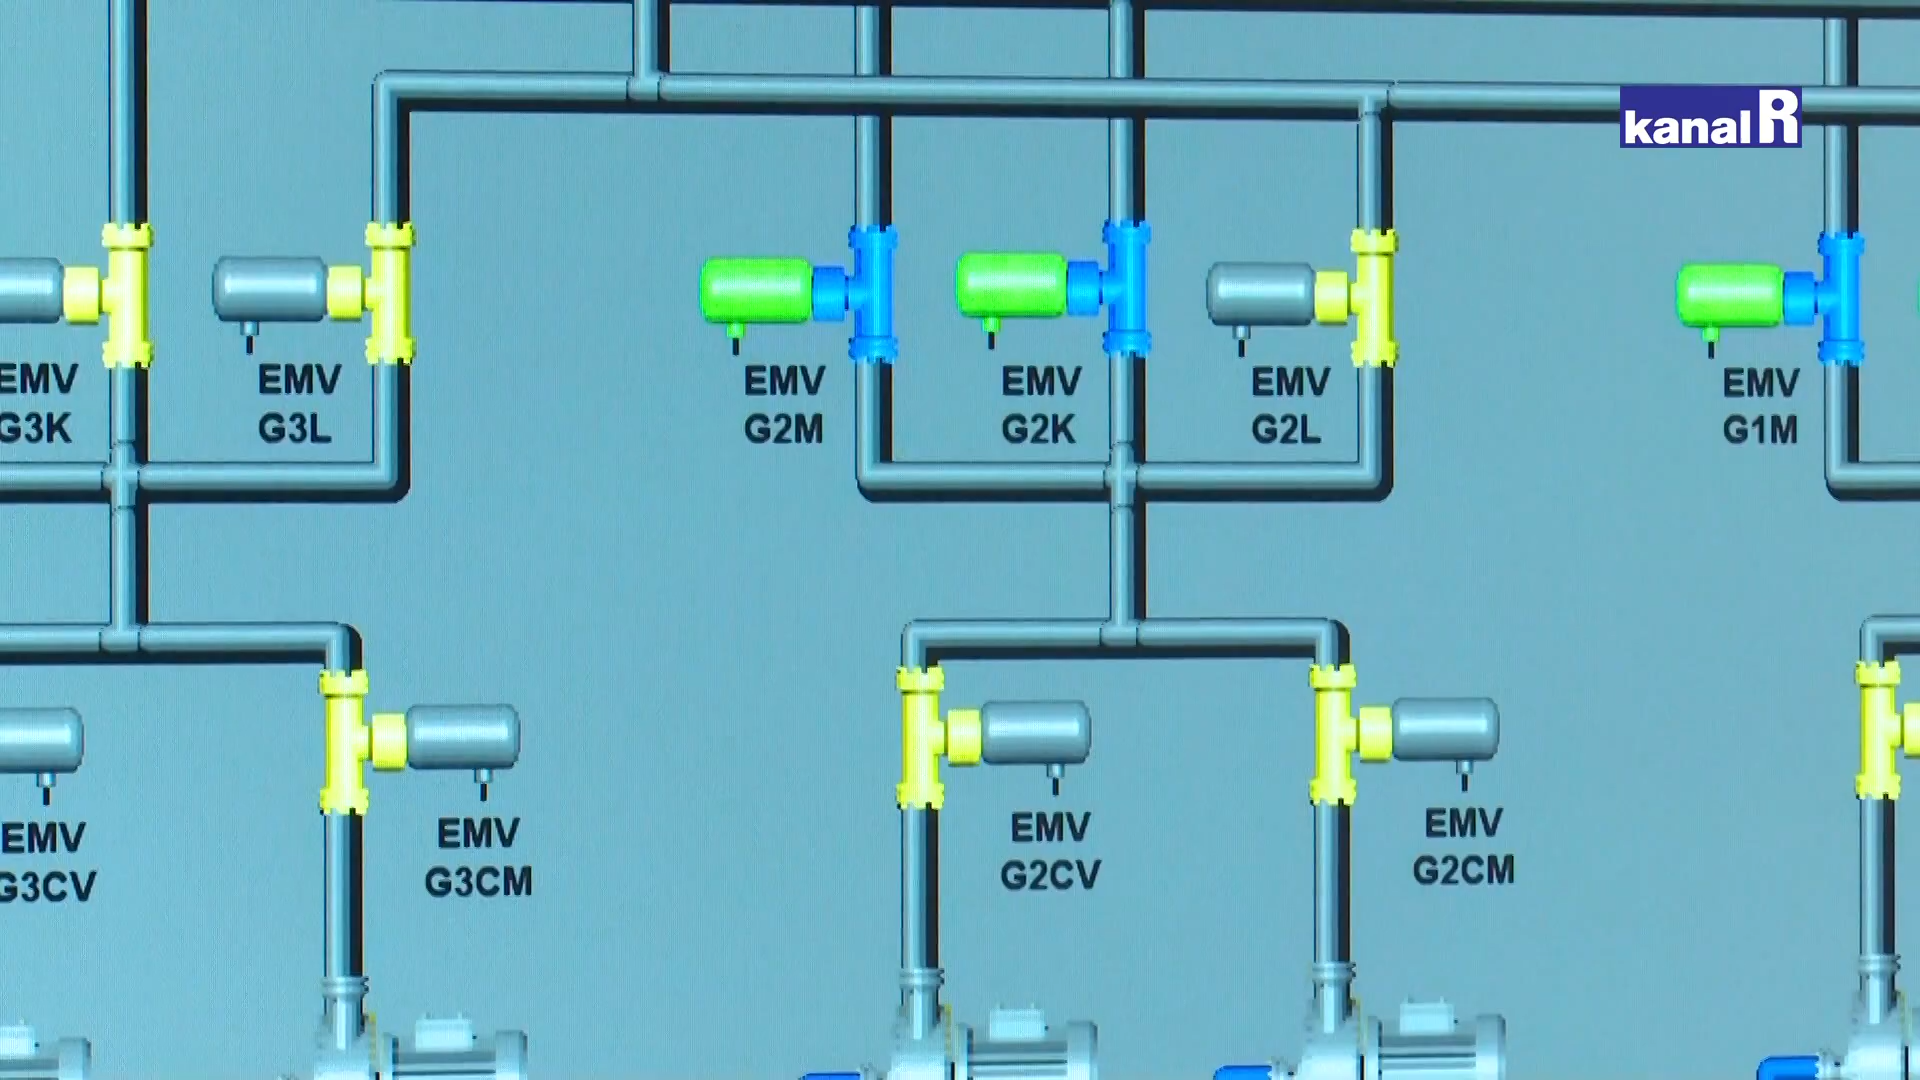 kanal R
EMV
G3K
EMV
G3L
EMV
G2M
EMV
G2K
EMV
G2L
EMV
G1M
EMV
G3CV
EMV
G3CM
EMV
G2CV
EMV
G2CM